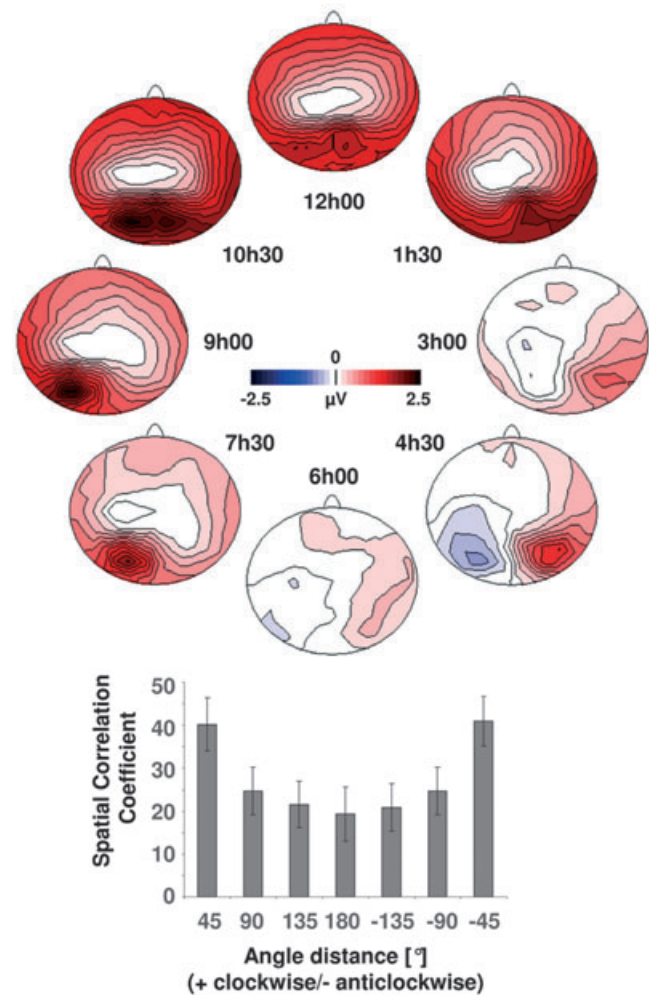 12h00
10h30
1h30
9h00
0
3h00
-2.5
µV
2.5
7h30
4h30
6h00
Spatial Correlation
Coefficient
50
40
30
20
10
0
45 90 135 180 -135 -90 -45
Angle distance [°]
(+ clockwise/- anticlockwise)